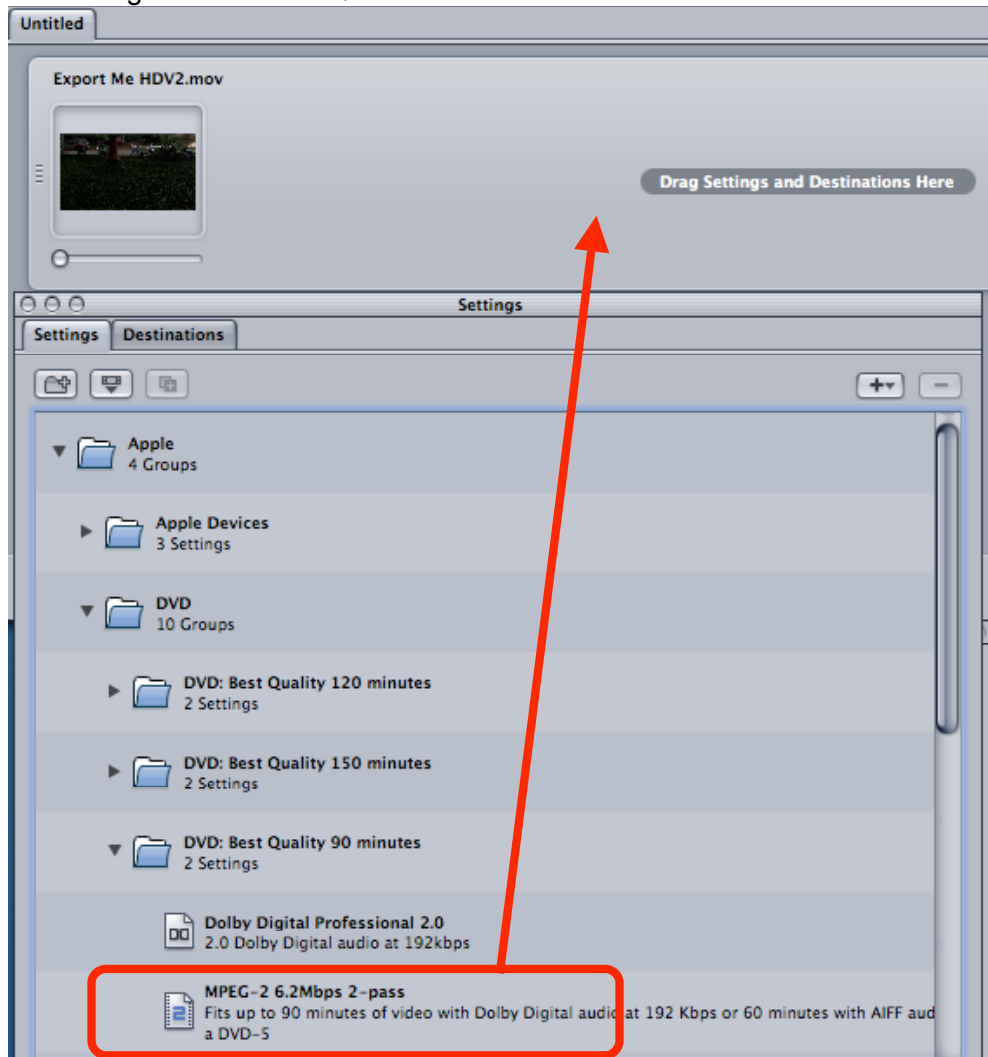 Untitled
Export Me HDV2.mov
Drag Settings and Destinations Here
Settings
Settings Destinations
Apple
4 Groups
Apple Devices
3 Settings
DVD
10 Groups
DVD: Best Quality 120 minutes
2 Settings
DVD: Best Quality 150 minutes
2 Settings
DVD: Best Quality 90 minutes
2 Settings
Dolby Digital Professional 2.0
2.0 Dolby Digital audio at 192kbps
MPEG-2 6.2Mbps 2-pass
Fits up to 90 minutes of video with Dolby Digital audio at 192 Kbps or 60 minutes with AIFF aud
a DVD-5